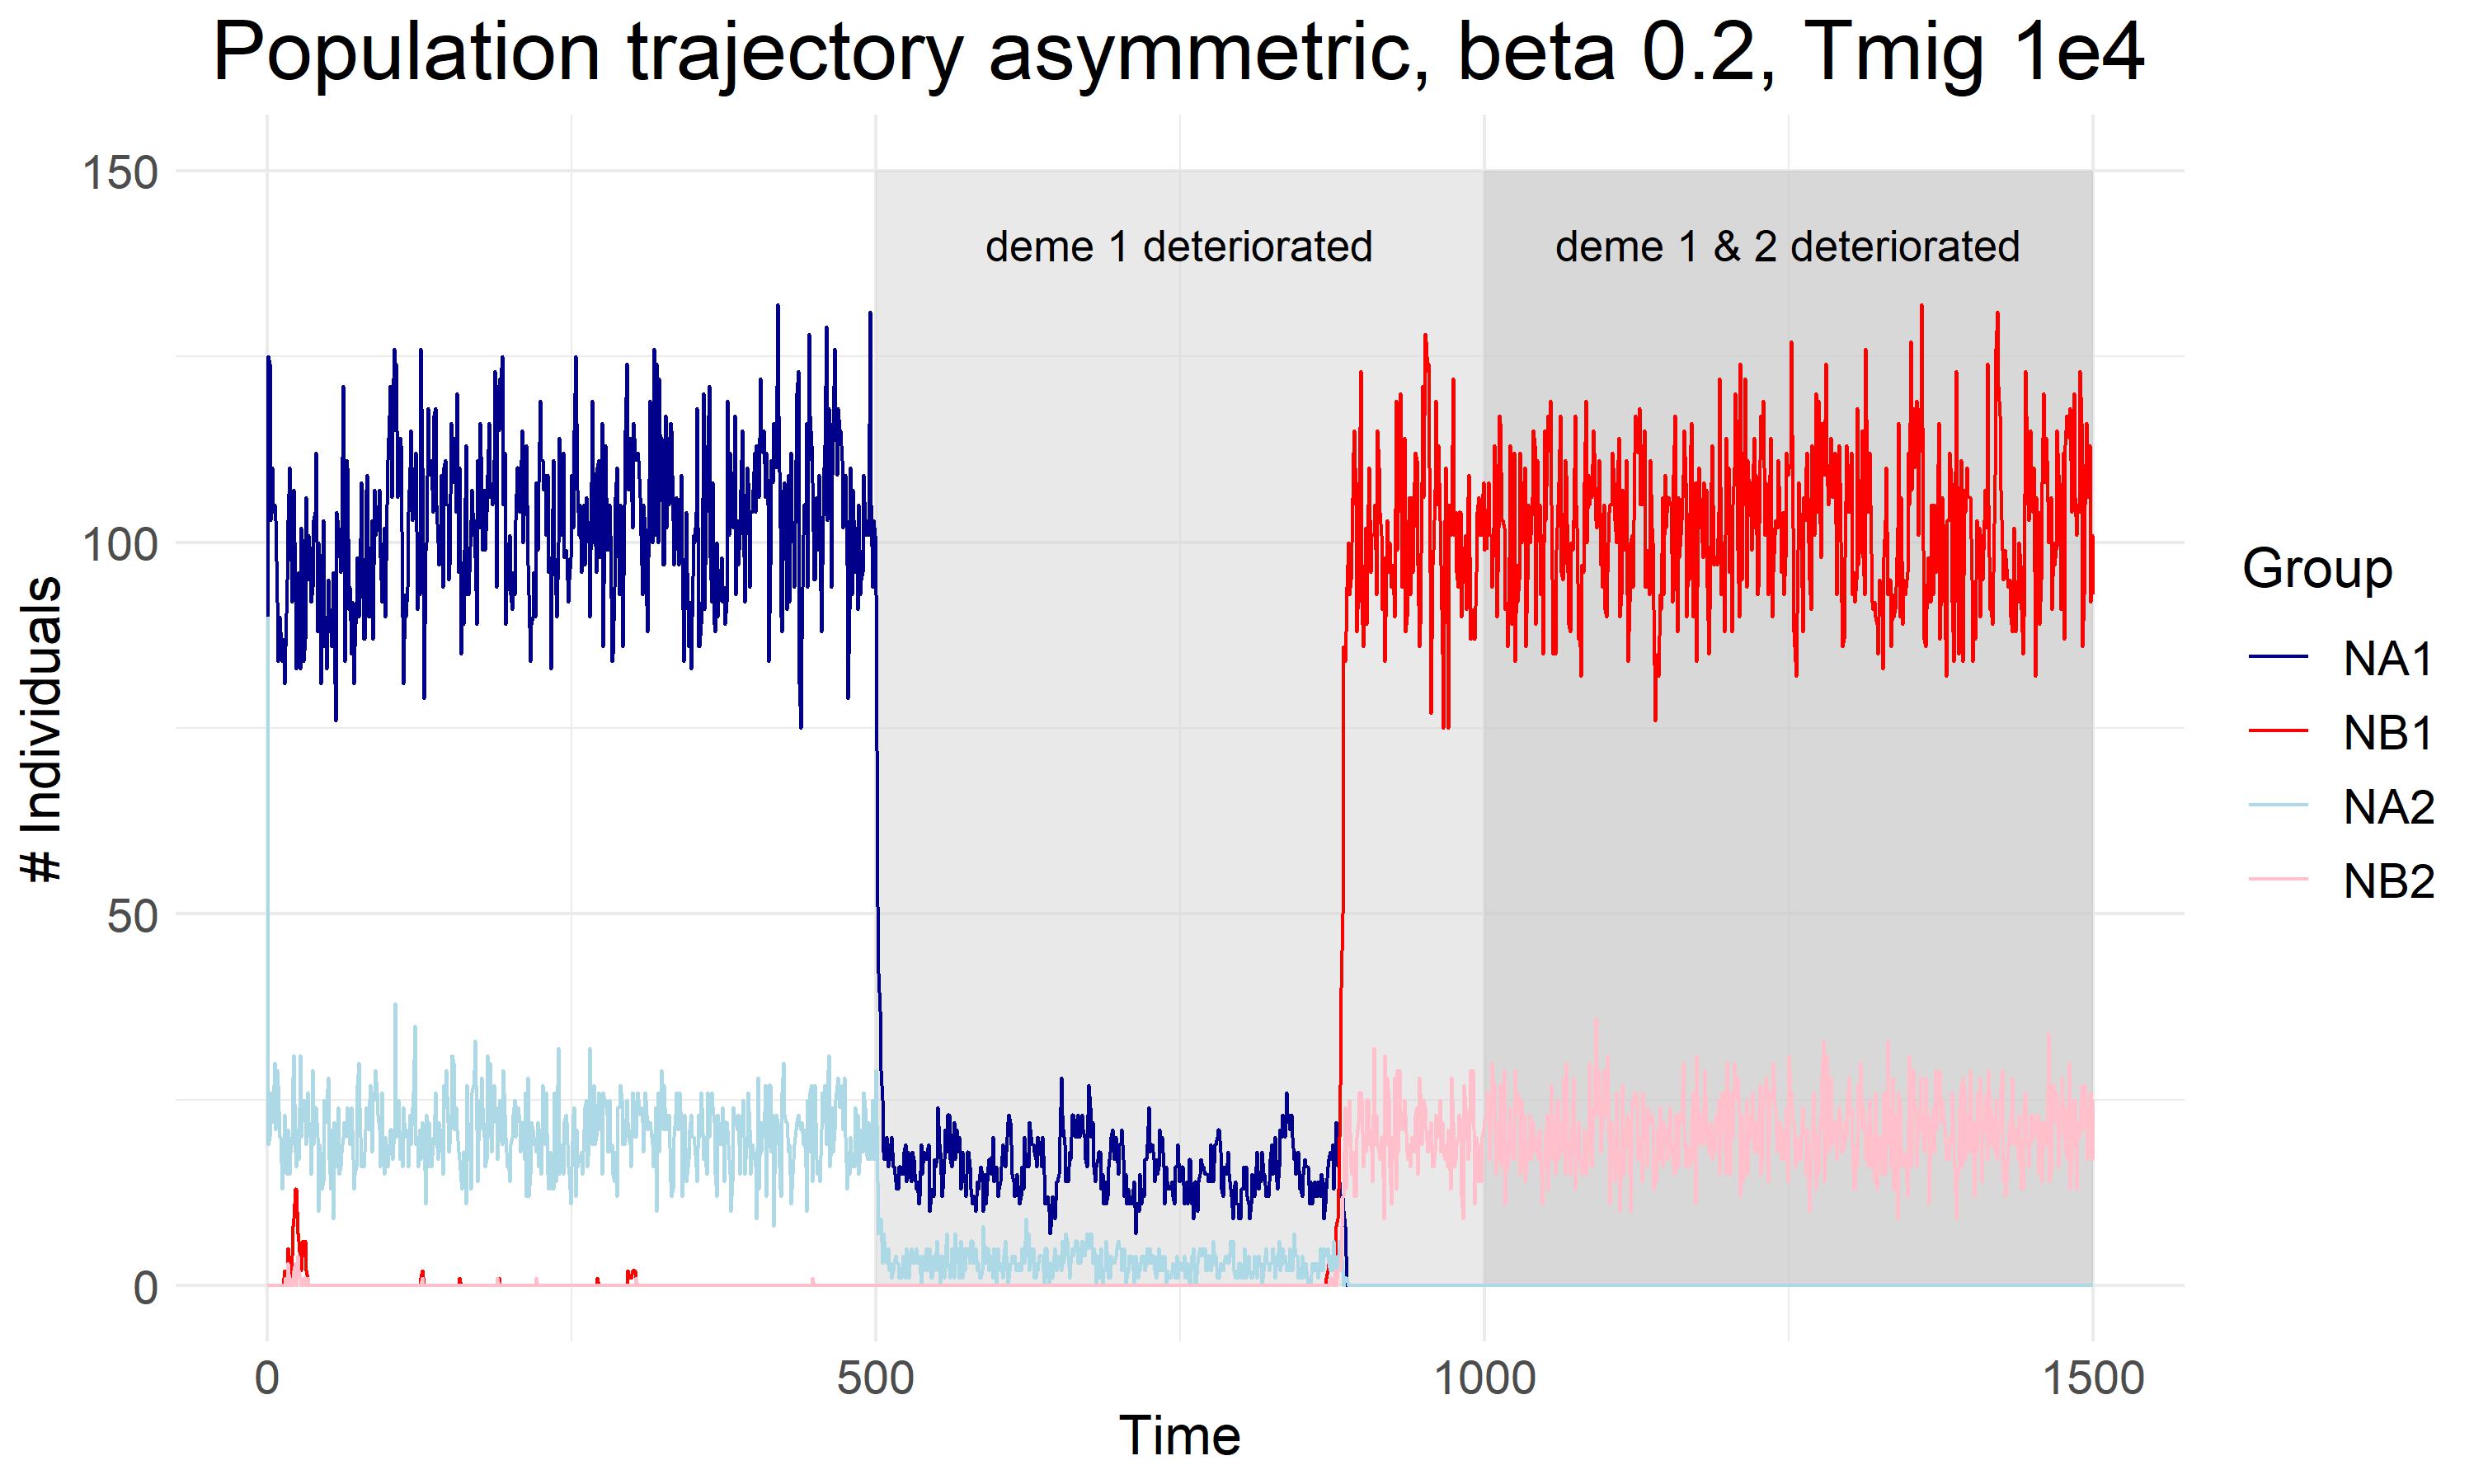 Population trajectory asymmetric, beta 0.2, Tmig 1e4
150
100
50
0
# Individuals
deme 1 deteriorated
deme 1 & 2 deteriorated
0
500
1000
1500
Time
Group
NA1
NB1
NA2
NB2